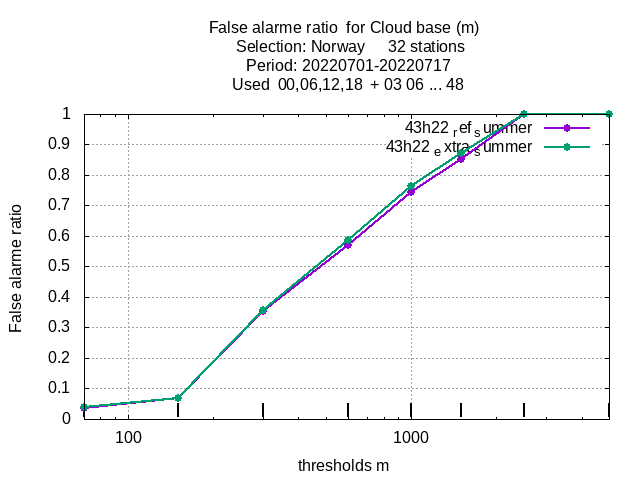 False alarme ratio for Cloud base (m)
Selection: Norway 32 stations
Period: 20220701-20220717
Used 00,06,12,18 + 03 06 ... 48
1
43h22 ref summer
0.9
43h22 extra summer
0.8
0.7
0.6
0.5
0.4
0.3
0.2
0.1
0
False alarme ratio
100 1000
thresholds m